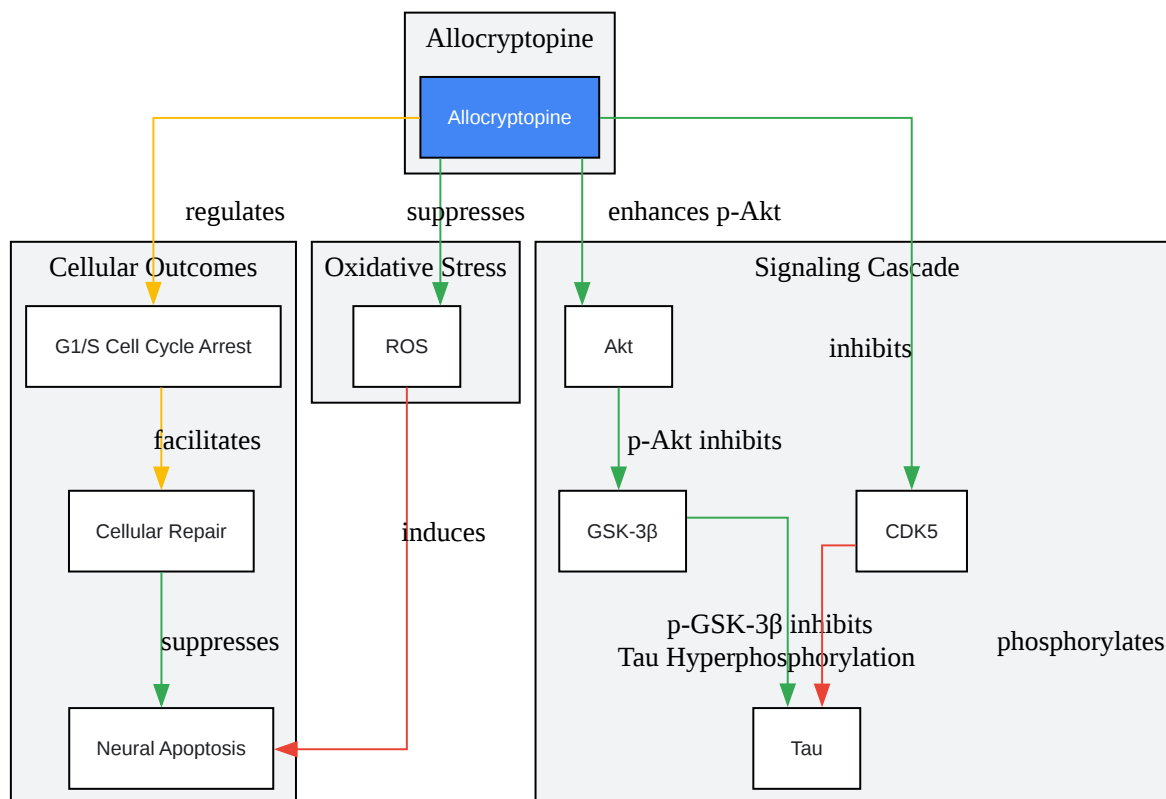 Allocryptopine
Allocryptopine
regulates
suppresses
enhances p-Akt
Cellular Outcomes
Oxidative Stress
Signaling Cascade
G1/S Cell Cycle Arrest
ROS
Akt
inhibits
facilitates
p-Akt inhibits
Cellular Repair
induces
GSK-3β
CDK5
suppresses
p-GSK-3β inhibits
Tau Hyperphosphorylation
phosphorylates
Neural Apoptosis
Tau